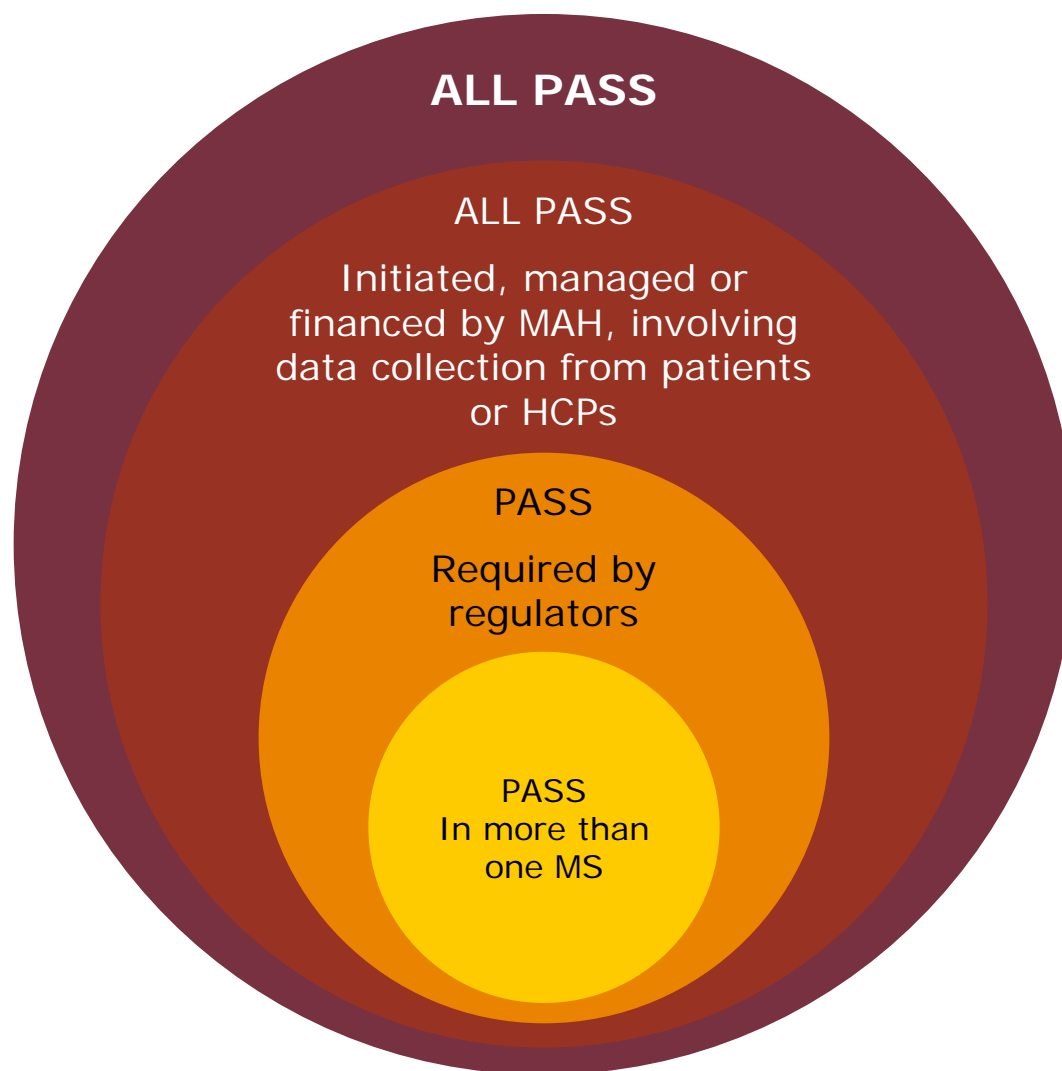 ALL PASS
ALL PASS
Initiated, managed or
financed by MAH, involving
data collection from patients
or HCPs
PASS
Required by
regulators
PASS
In more than
one MS